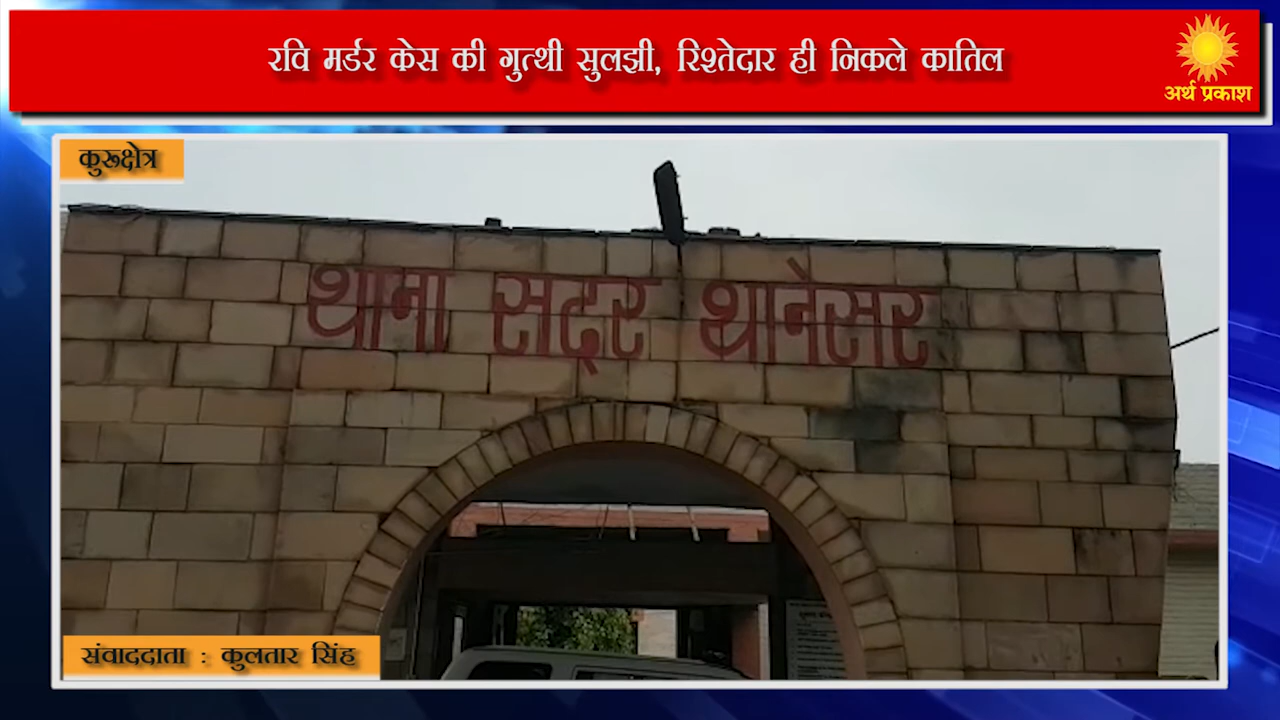 रवि मर्डर केस की गुत्थी सुलझी, रिश्तेदार ही निकले कातिल
अर्थ प्रकाश
कुरूक्षेत्र
थाना सदर थानेसर
संवाददाता : कुलतार सिंह